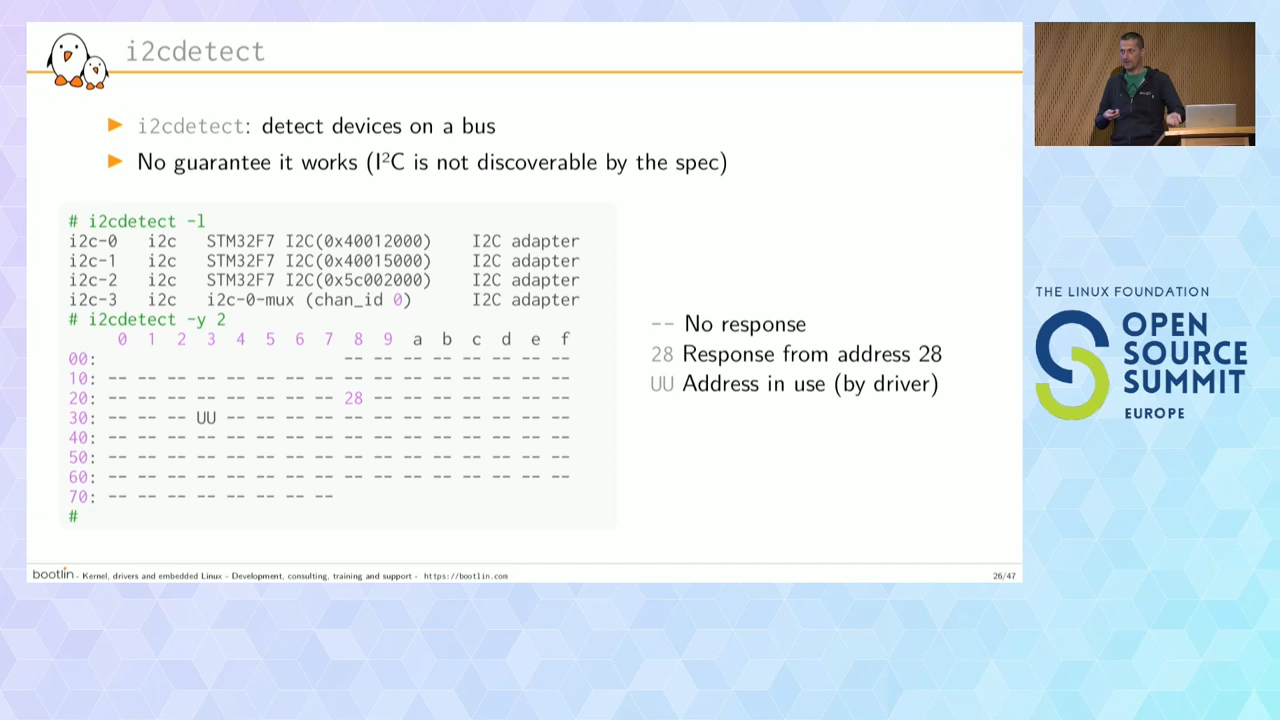 i2cdetect
i2cdetect: detect devices on a bus
No guarantee it works (I²C is not discoverable by the spec)
# i2cdetect -l
i2c-0 i2c STM32F7 I2C(0x40012000) I2C adapter
i2c-1 i2c STM32F7 I2C(0x40015000) I2C adapter
i2c-2 i2c STM32F7 I2C(0x5c002000) I2C adapter
i2c-3 i2c i2c-0-mux (chan_id 0) I2C adapter
# i2cdetect -y 2
0 1 2 3 4 5 6 7 8 9 a b c d e f
00: -- -- -- -- -- -- -- --
10: -- -- -- -- -- -- -- -- -- -- -- -- -- -- -- --
20: -- -- -- -- -- -- -- -- 28 -- -- -- -- -- -- --
30: -- -- -- UU -- -- -- -- -- -- -- -- -- -- -- --
40: -- -- -- -- -- -- -- -- -- -- -- -- -- -- -- --
50: -- -- -- -- -- -- -- -- -- -- -- -- -- -- -- --
60: -- -- -- -- -- -- -- -- -- -- -- -- -- -- -- --
70: -- -- -- -- -- -- -- --
#
-- No response
28 Response from address 28
UU Address in use (by driver)
bootlin - Kernel, drivers and embedded Linux - Development, consulting, training and support - https://bootlin.com
26/47
THE LINUX FOUNDATION
OPEN
SOURCE
SUMMIT
EUROPE